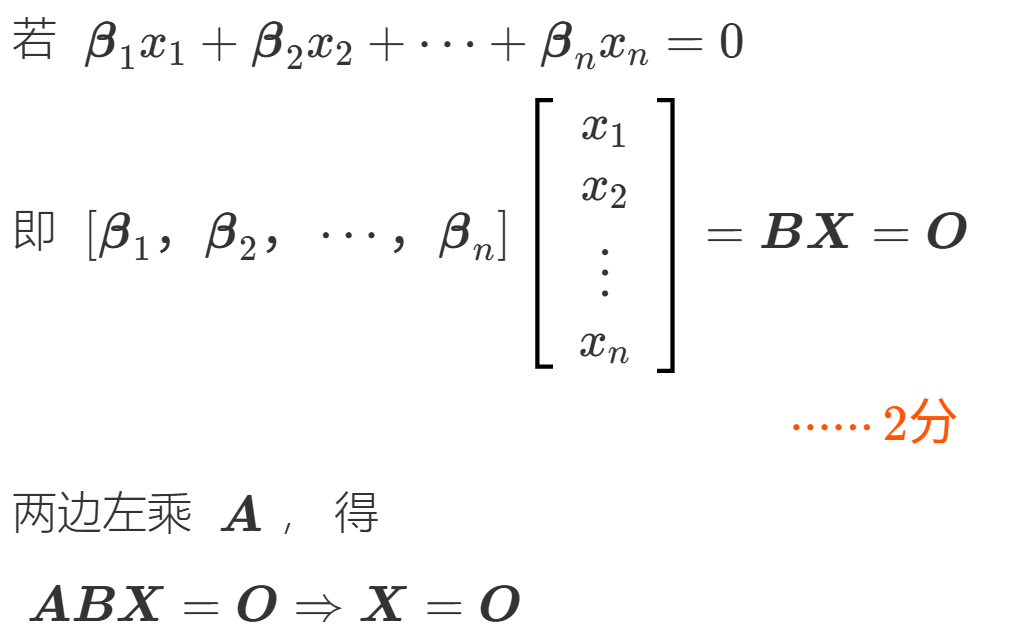 若 β₁x₁ + β₂x₂ + ··· + βₙxₙ = 0
即 [β₁, β₂, ···, βₙ] [x₁ x₂ ⋮ xₙ] = BX = O
······ 2分
两边左乘 A, 得
ABX = O ⇒ X = O